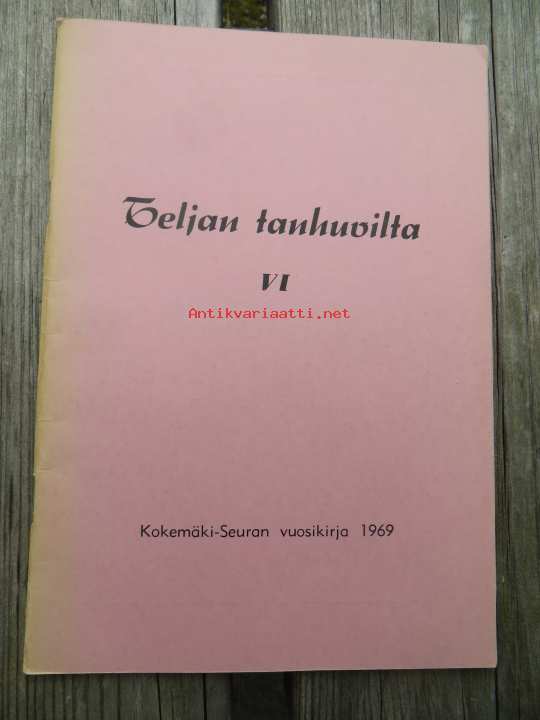 Teljan tanhuvilta
VI
Antikvariaatti.net
Kokemäki-Seuran vuosikirja 1969